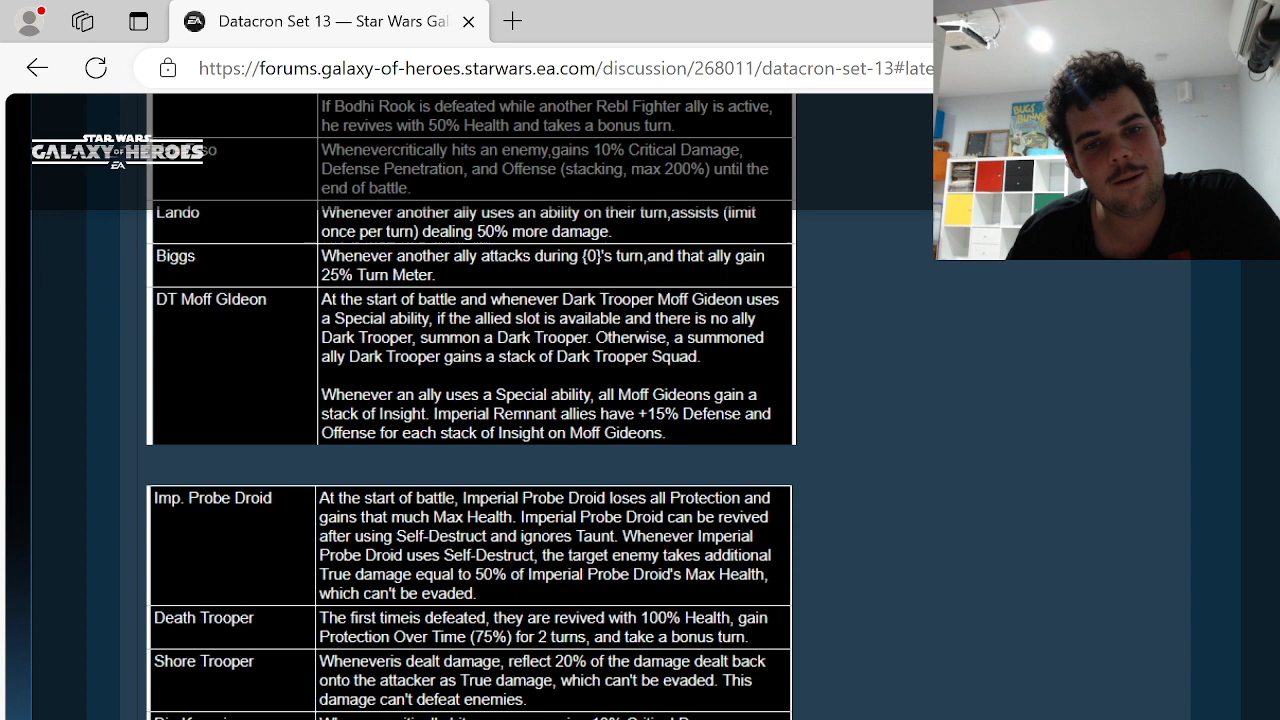 Datacron Set 13 — Star Wars Gal
https://forums.galaxy-of-heroes.starwars.ea.com/discussion/268011/datacron-set-13#late
If Bodhi Rook is defeated while another Rebl Fighter ally is active,
he revives with 50% Health and takes a bonus turn.
STAR WARS
GALAXY OF HEROES
EA
so
Whenevercritically hits an enemy,gains 10% Critical Damage,
Defense Penetration, and Offense (stacking, max 200%) until the
end of battle.
Lando
Whenever another ally uses an ability on their turn,assists (limit
once per turn) dealing 50% more damage.
Biggs
Whenever another ally attacks during {0}'s turn,and that ally gain
25% Turn Meter.
DT Moff GIdeon
At the start of battle and whenever Dark Trooper Moff Gideon uses
a Special ability, if the allied slot is available and there is no ally
Dark Trooper, summon a Dark Trooper. Otherwise, a summoned
ally Dark Trooper gains a stack of Dark Trooper Squad.
Whenever an ally uses a Special ability, all Moff Gideons gain a
stack of Insight. Imperial Remnant allies have +15% Defense and
Offense for each stack of Insight on Moff Gideons.
Imp. Probe Droid
At the start of battle, Imperial Probe Droid loses all Protection and
gains that much Max Health. Imperial Probe Droid can be revived
after using Self-Destruct and ignores Taunt. Whenever Imperial
Probe Droid uses Self-Destruct, the target enemy takes additional
True damage equal to 50% of Imperial Probe Droid's Max Health,
which can't be evaded.
Death Trooper
The first timeis defeated, they are revived with 100% Health, gain
Protection Over Time (75%) for 2 turns, and take a bonus turn.
Shore Trooper
Wheneveris dealt damage, reflect 20% of the damage dealt back
onto the attacker as True damage, which can't be evaded. This
damage can't defeat enemies.
BUGS
BUNNY